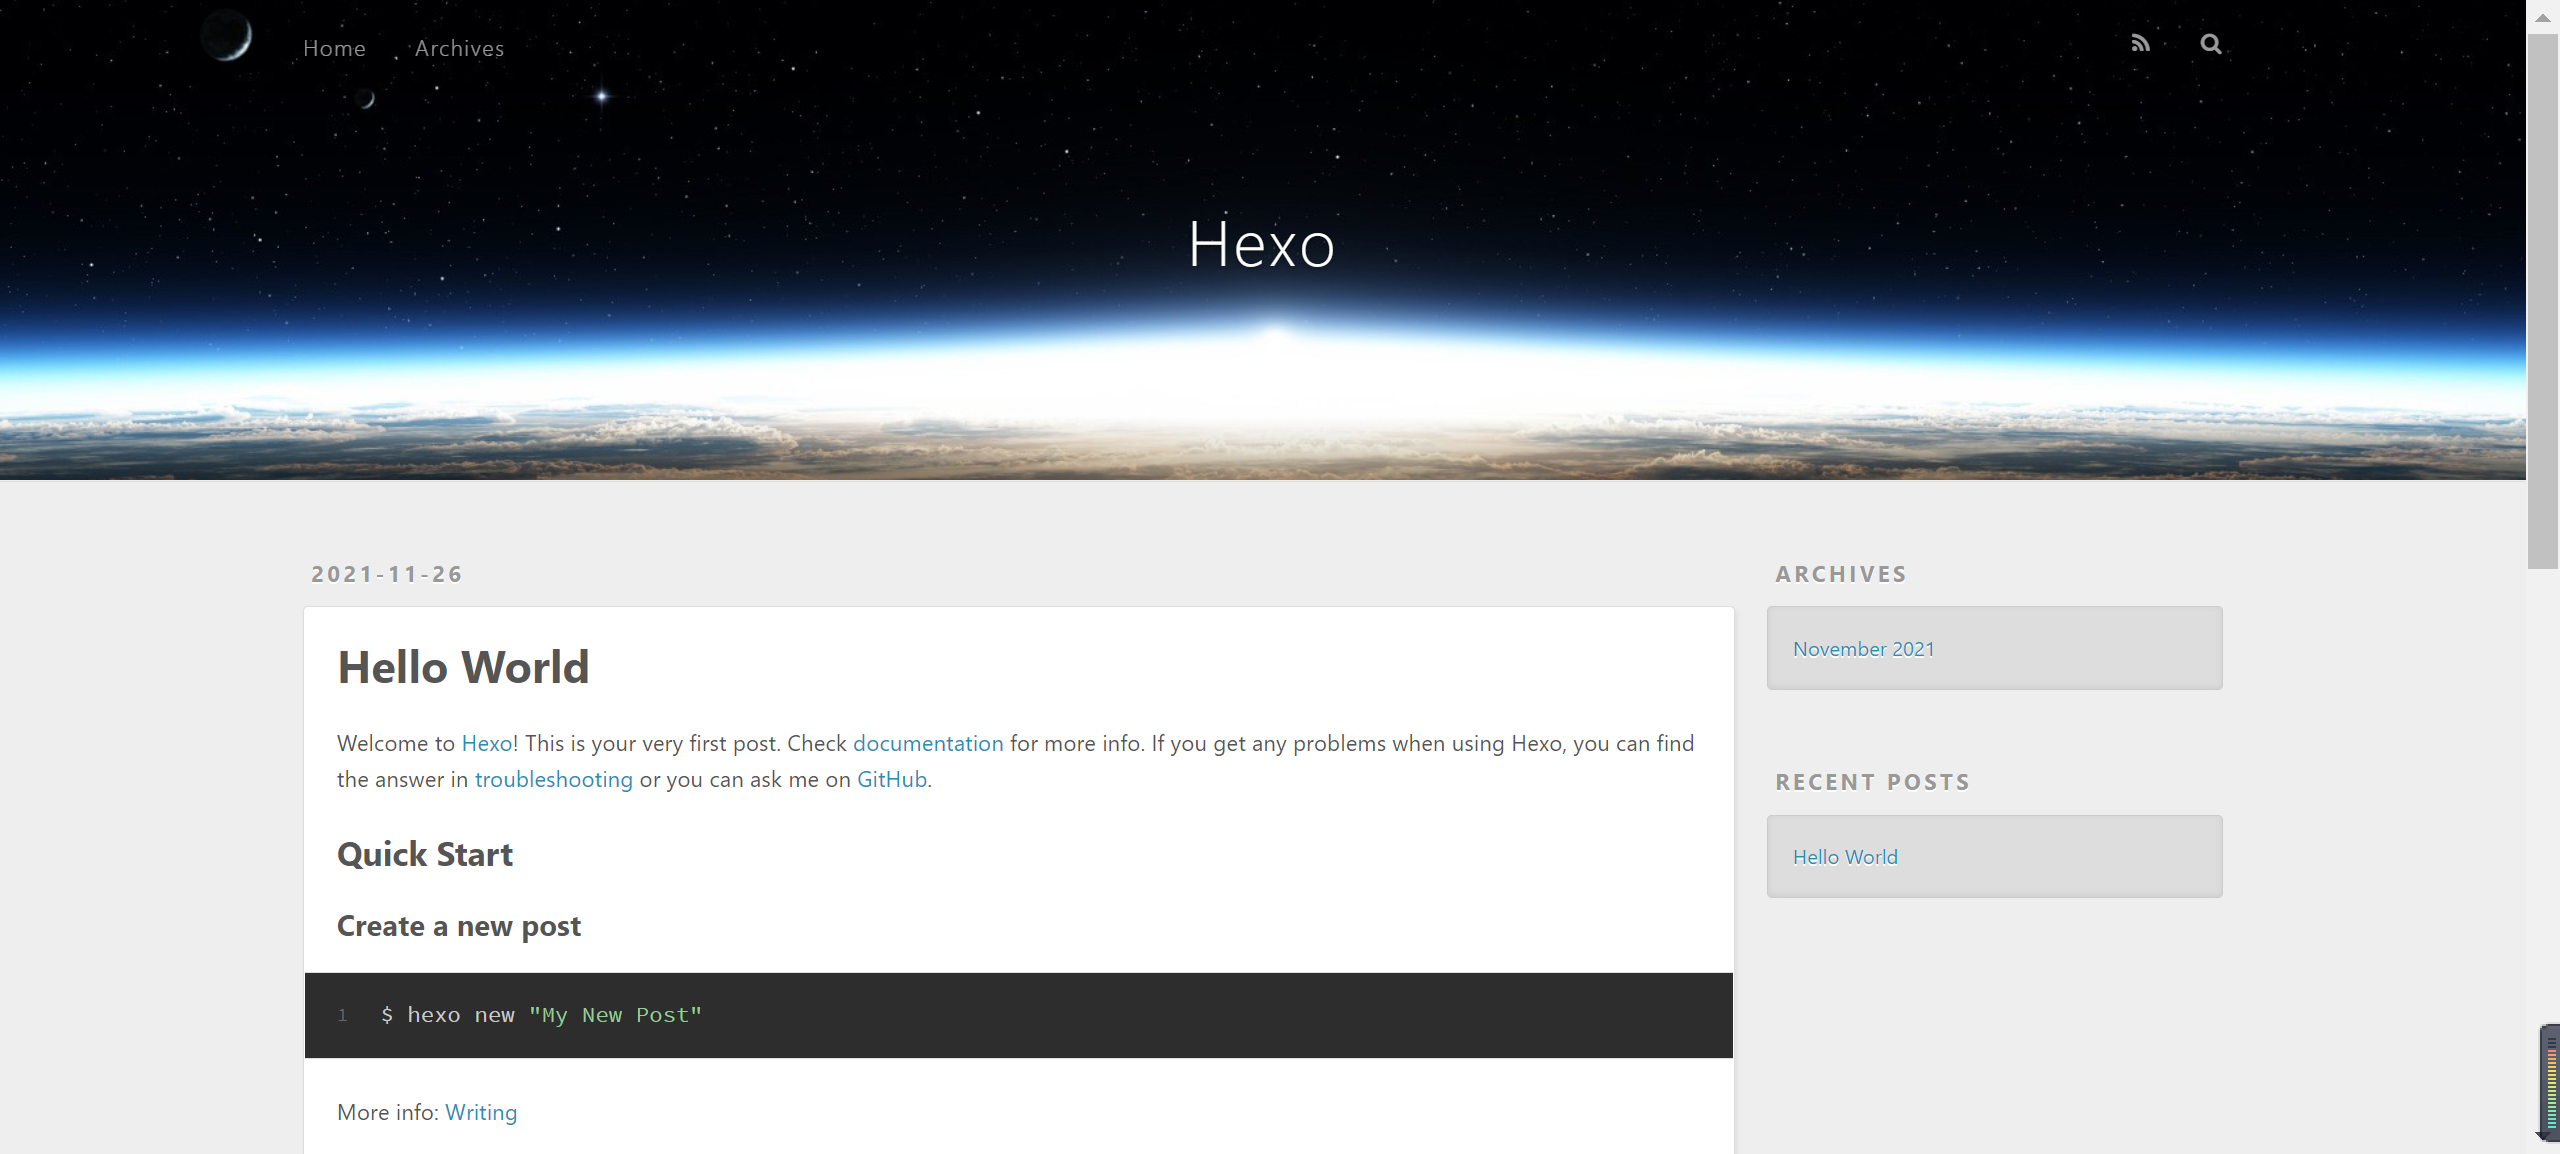 Home Archives
Hexo
2021-11-26
Hello World
Welcome to Hexo! This is your very first post. Check documentation for more info. If you get any problems when using Hexo, you can find
the answer in troubleshooting or you can ask me on GitHub.
Quick Start
Create a new post
1 $ hexo new "My New Post"
More info: Writing
ARCHIVES
November 2021
RECENT POSTS
Hello World